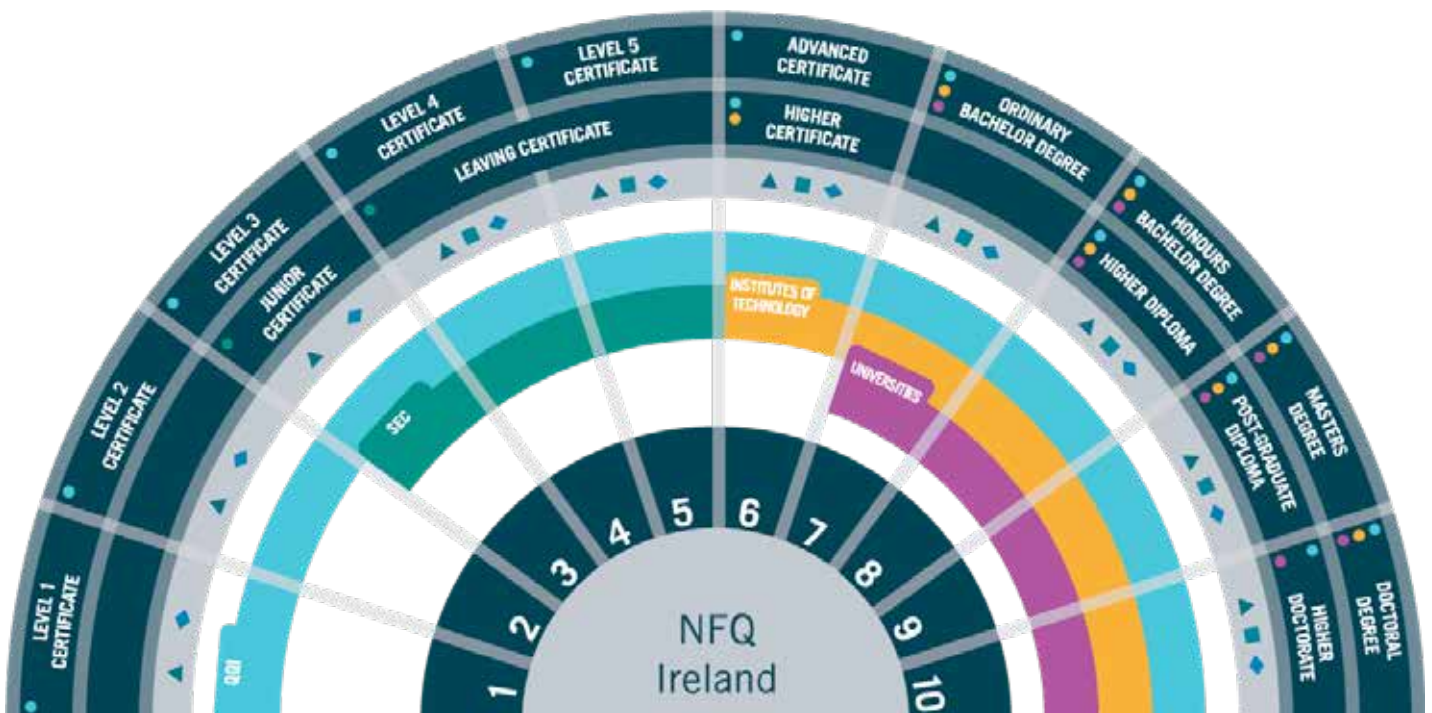 LEVEL 1
CERTIFICATE
LEVEL 2
CERTIFICATE
LEVEL 3
CERTIFICATE
JUNIOR
CERTIFICATE
LEVEL 4
CERTIFICATE
LEVEL 5
CERTIFICATE
LEAVING CERTIFICATE
ADVANCED
CERTIFICATE
HIGHER
CERTIFICATE
ORDINARY
BACHELOR DEGREE
HONOURS
BACHELOR DEGREE
HIGHER DIPLOMA
MASTERS
DEGREE
POST-GRADUATE
DIPLOMA
DOCTORAL
DEGREE
HIGHER
DOCTORATE
QQI
SEC
INSTITUTES OF
TECHNOLOGY
UNIVERSITIES
1
2
3
4
5
6
7
8
9
10
NFQ
Ireland